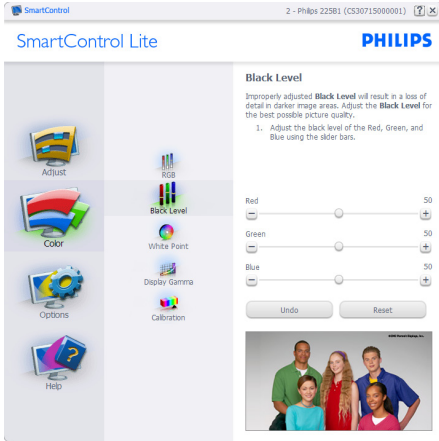 SmartControl
2 - Philips 225B1 (CS30715000001)
SmartControl Lite
PHILIPS
Adjust
Color
Options
Help
RGB
Black Level
White Point
Display Gamma
Calibration
Black Level
Improperly adjusted Black Level will result in a loss of
detail in darker image areas. Adjust the Black Level for
the best possible picture quality.
1. Adjust the black level of the Red, Green, and
Blue using the slider bars.
Red 50
Green 50
Blue 50
Undo
Reset